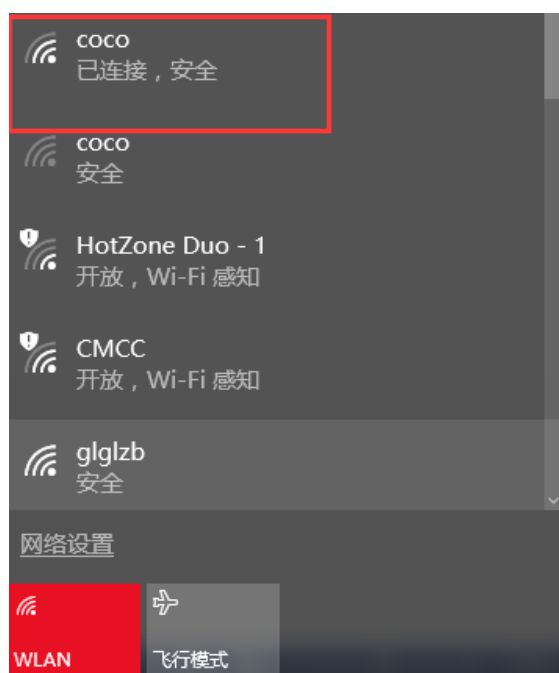 coco
已连接，安全
coco
安全
HotZone Duo - 1
开放，Wi-Fi 感知
CMCC
开放，Wi-Fi 感知
glglzb
安全
网络设置
WLAN
飞行模式